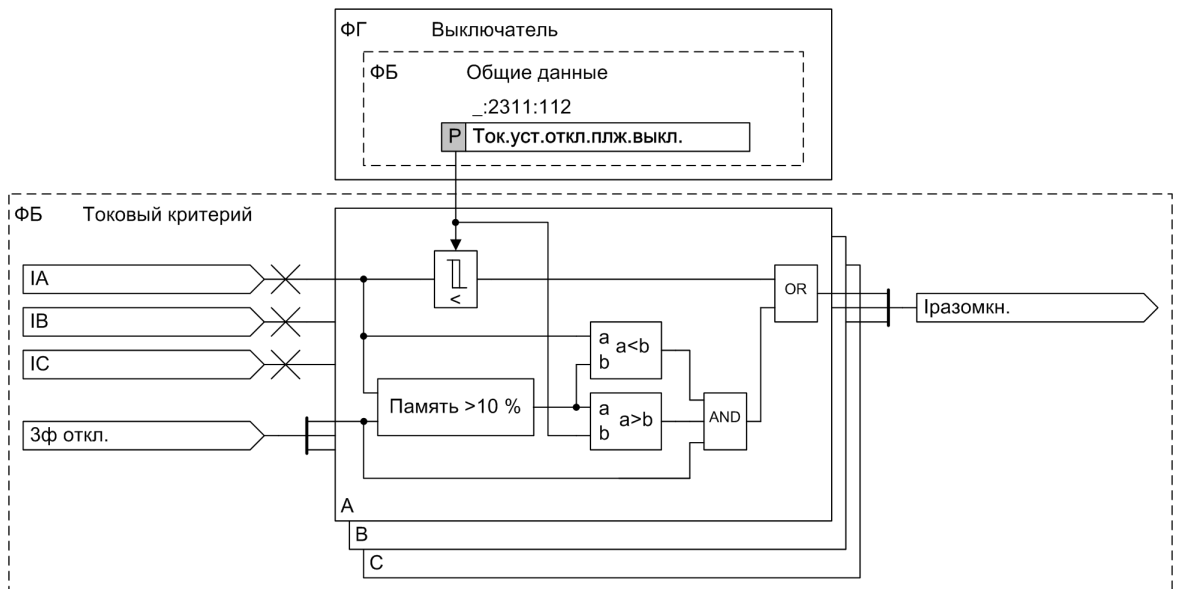 ФГ Выключатель
ФБ Общие данные
_:2311:112
P Ток.уст.откл.плж.выкл.
ФБ Токовый критерий
IA
IB
IC
3ф откл.
<
OR
a a<b
b
Память >10 %
a a>b
b
AND
Iразомкн.
A
B
C